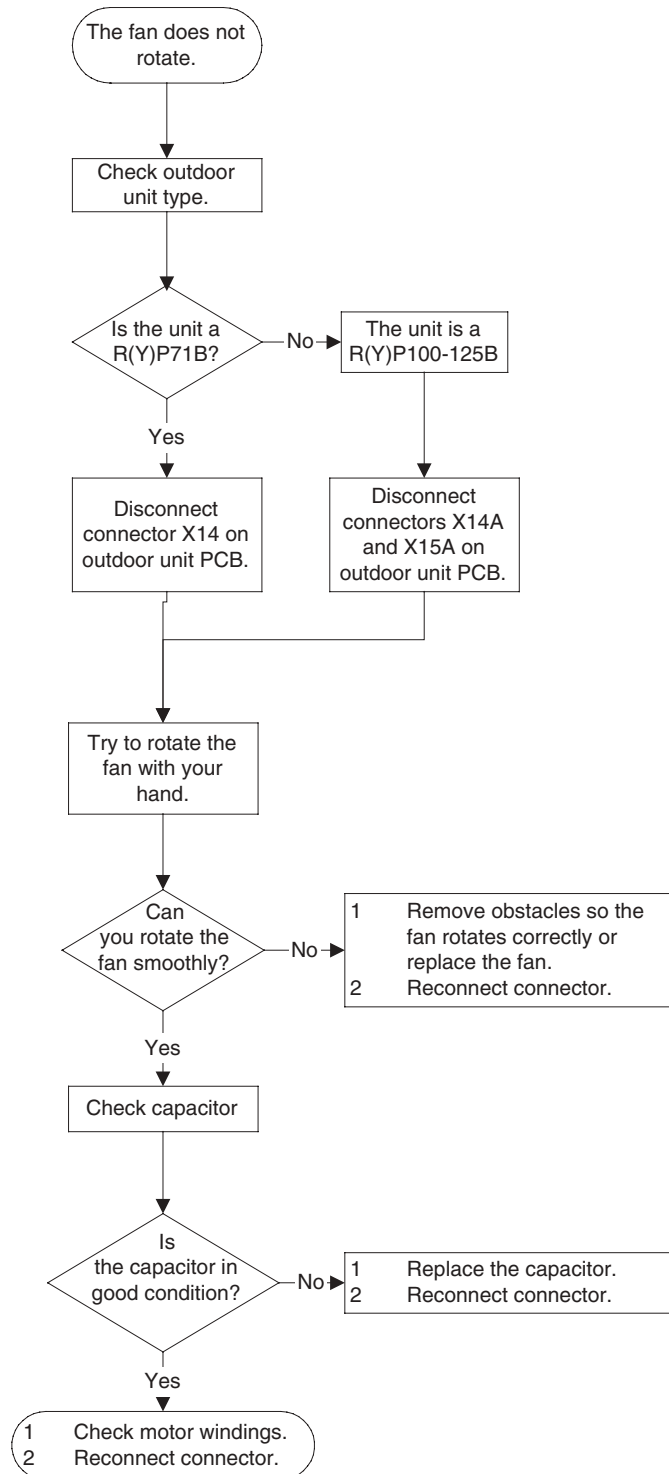 The fan does not
rotate.
Check outdoor
unit type.
Is the unit a
R(Y)P71B?
No
The unit is a
R(Y)P100-125B
Yes
Disconnect
connector X14 on
outdoor unit PCB.
Disconnect
connectors X14A
and X15A on
outdoor unit PCB.
Try to rotate the
fan with your
hand.
Can
you rotate the
fan smoothly?
No
1 Remove obstacles so the
fan rotates correctly or
replace the fan.
2 Reconnect connector.
Yes
Check capacitor
Is
the capacitor in
good condition?
No
1 Replace the capacitor.
2 Reconnect connector.
Yes
1 Check motor windings.
2 Reconnect connector.